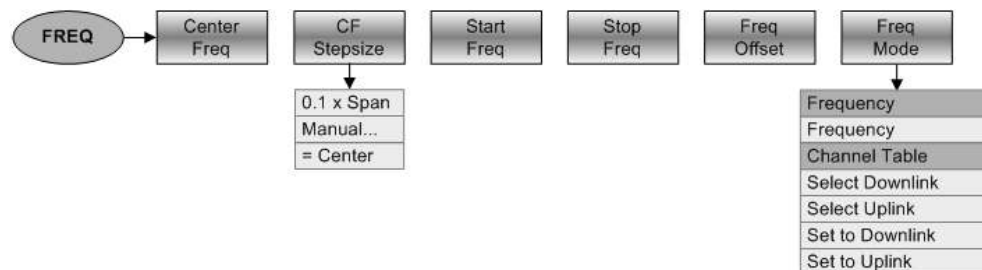 FREQ
Center
Freq
CF
Stepsize
Start
Freq
Stop
Freq
Freq
Offset
Freq
Mode
0.1 x Span
Manual...
= Center
Frequency
Frequency
Channel Table
Select Downlink
Select Uplink
Set to Downlink
Set to Uplink